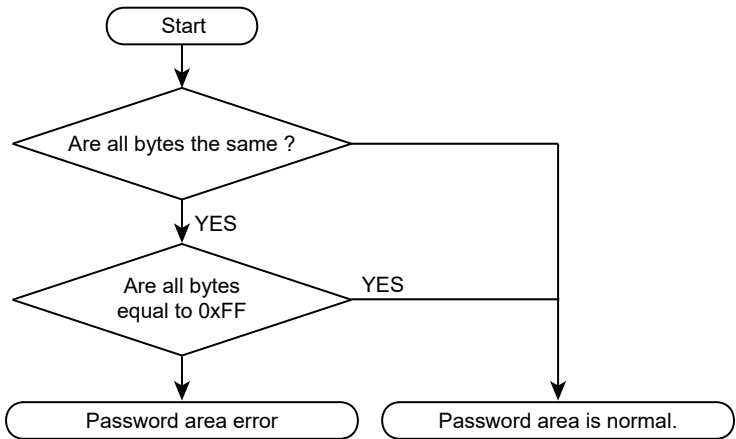 Start
Are all bytes the same ?
YES
Are all bytes
equal to 0xFF
YES
Password area error
Password area is normal.